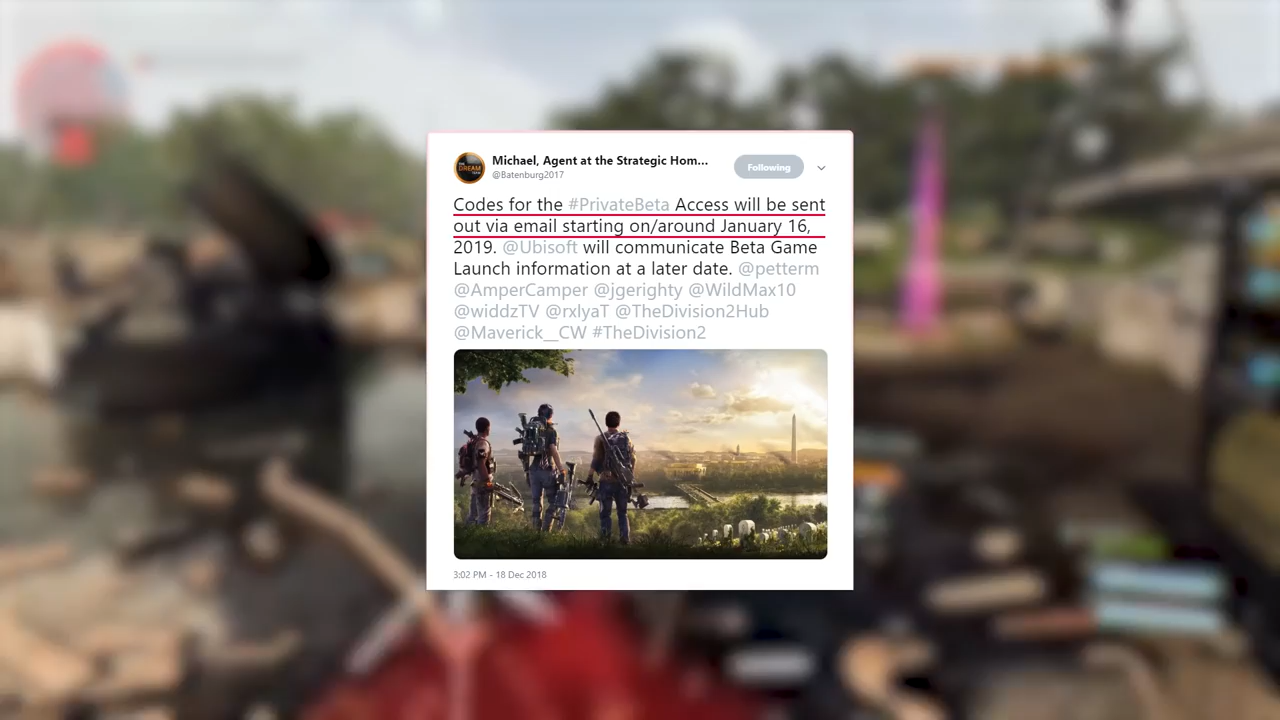 Michael, Agent at the Strategic Hom...
@Batenburg2017
Following
Codes for the #PrivateBeta Access will be sent
out via email starting on/around January 16,
2019. @Ubisoft will communicate Beta Game
Launch information at a later date. @petterm
@AmperCamper @jgerighty @WildMax10
@widdzTV @rxlyaT @TheDivision2Hub
@Maverick__CW #TheDivision2
3:02 PM - 18 Dec 2018